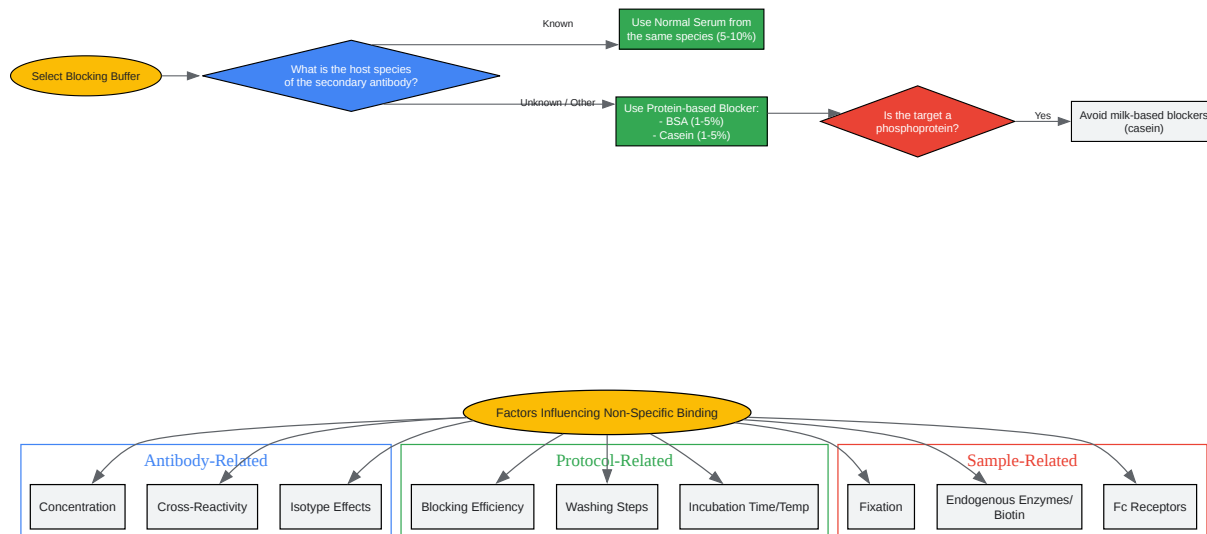 Known
Use Normal Serum from
the same species (5-10%)
Select Blocking Buffer
What is the host species
of the secondary antibody?
Unknown / Other
Use Protein-based Blocker:
- BSA (1-5%)
- Casein (1-5%)
Is the target a
phosphoprotein?
Yes
Avoid milk-based blockers
(casein)
Factors Influencing Non-Specific Binding
Antibody-Related
Concentration
Cross-Reactivity
Isotype Effects
Protocol-Related
Blocking Efficiency
Washing Steps
Incubation Time/Temp
Sample-Related
Fixation
Endogenous Enzymes/
Biotin
Fc Receptors